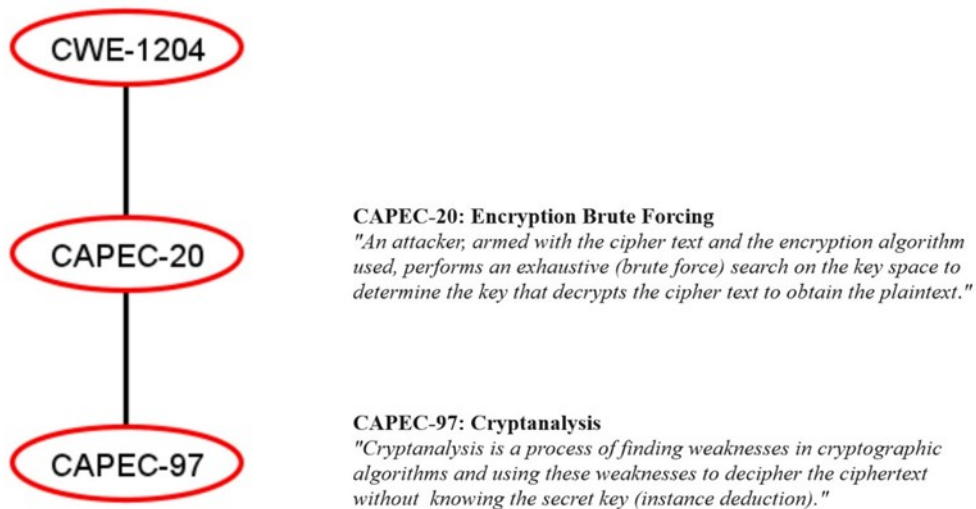 CWE-1204
CAPEC-20
CAPEC-20: Encryption Brute Forcing
"An attacker, armed with the cipher text and the encryption algorithm
used, performs an exhaustive (brute force) search on the key space to
determine the key that decrypts the cipher text to obtain the plaintext."
CAPEC-97
CAPEC-97: Cryptanalysis
"Cryptanalysis is a process of finding weaknesses in cryptographic
algorithms and using these weaknesses to decipher the ciphertext
without knowing the secret key (instance deduction)."